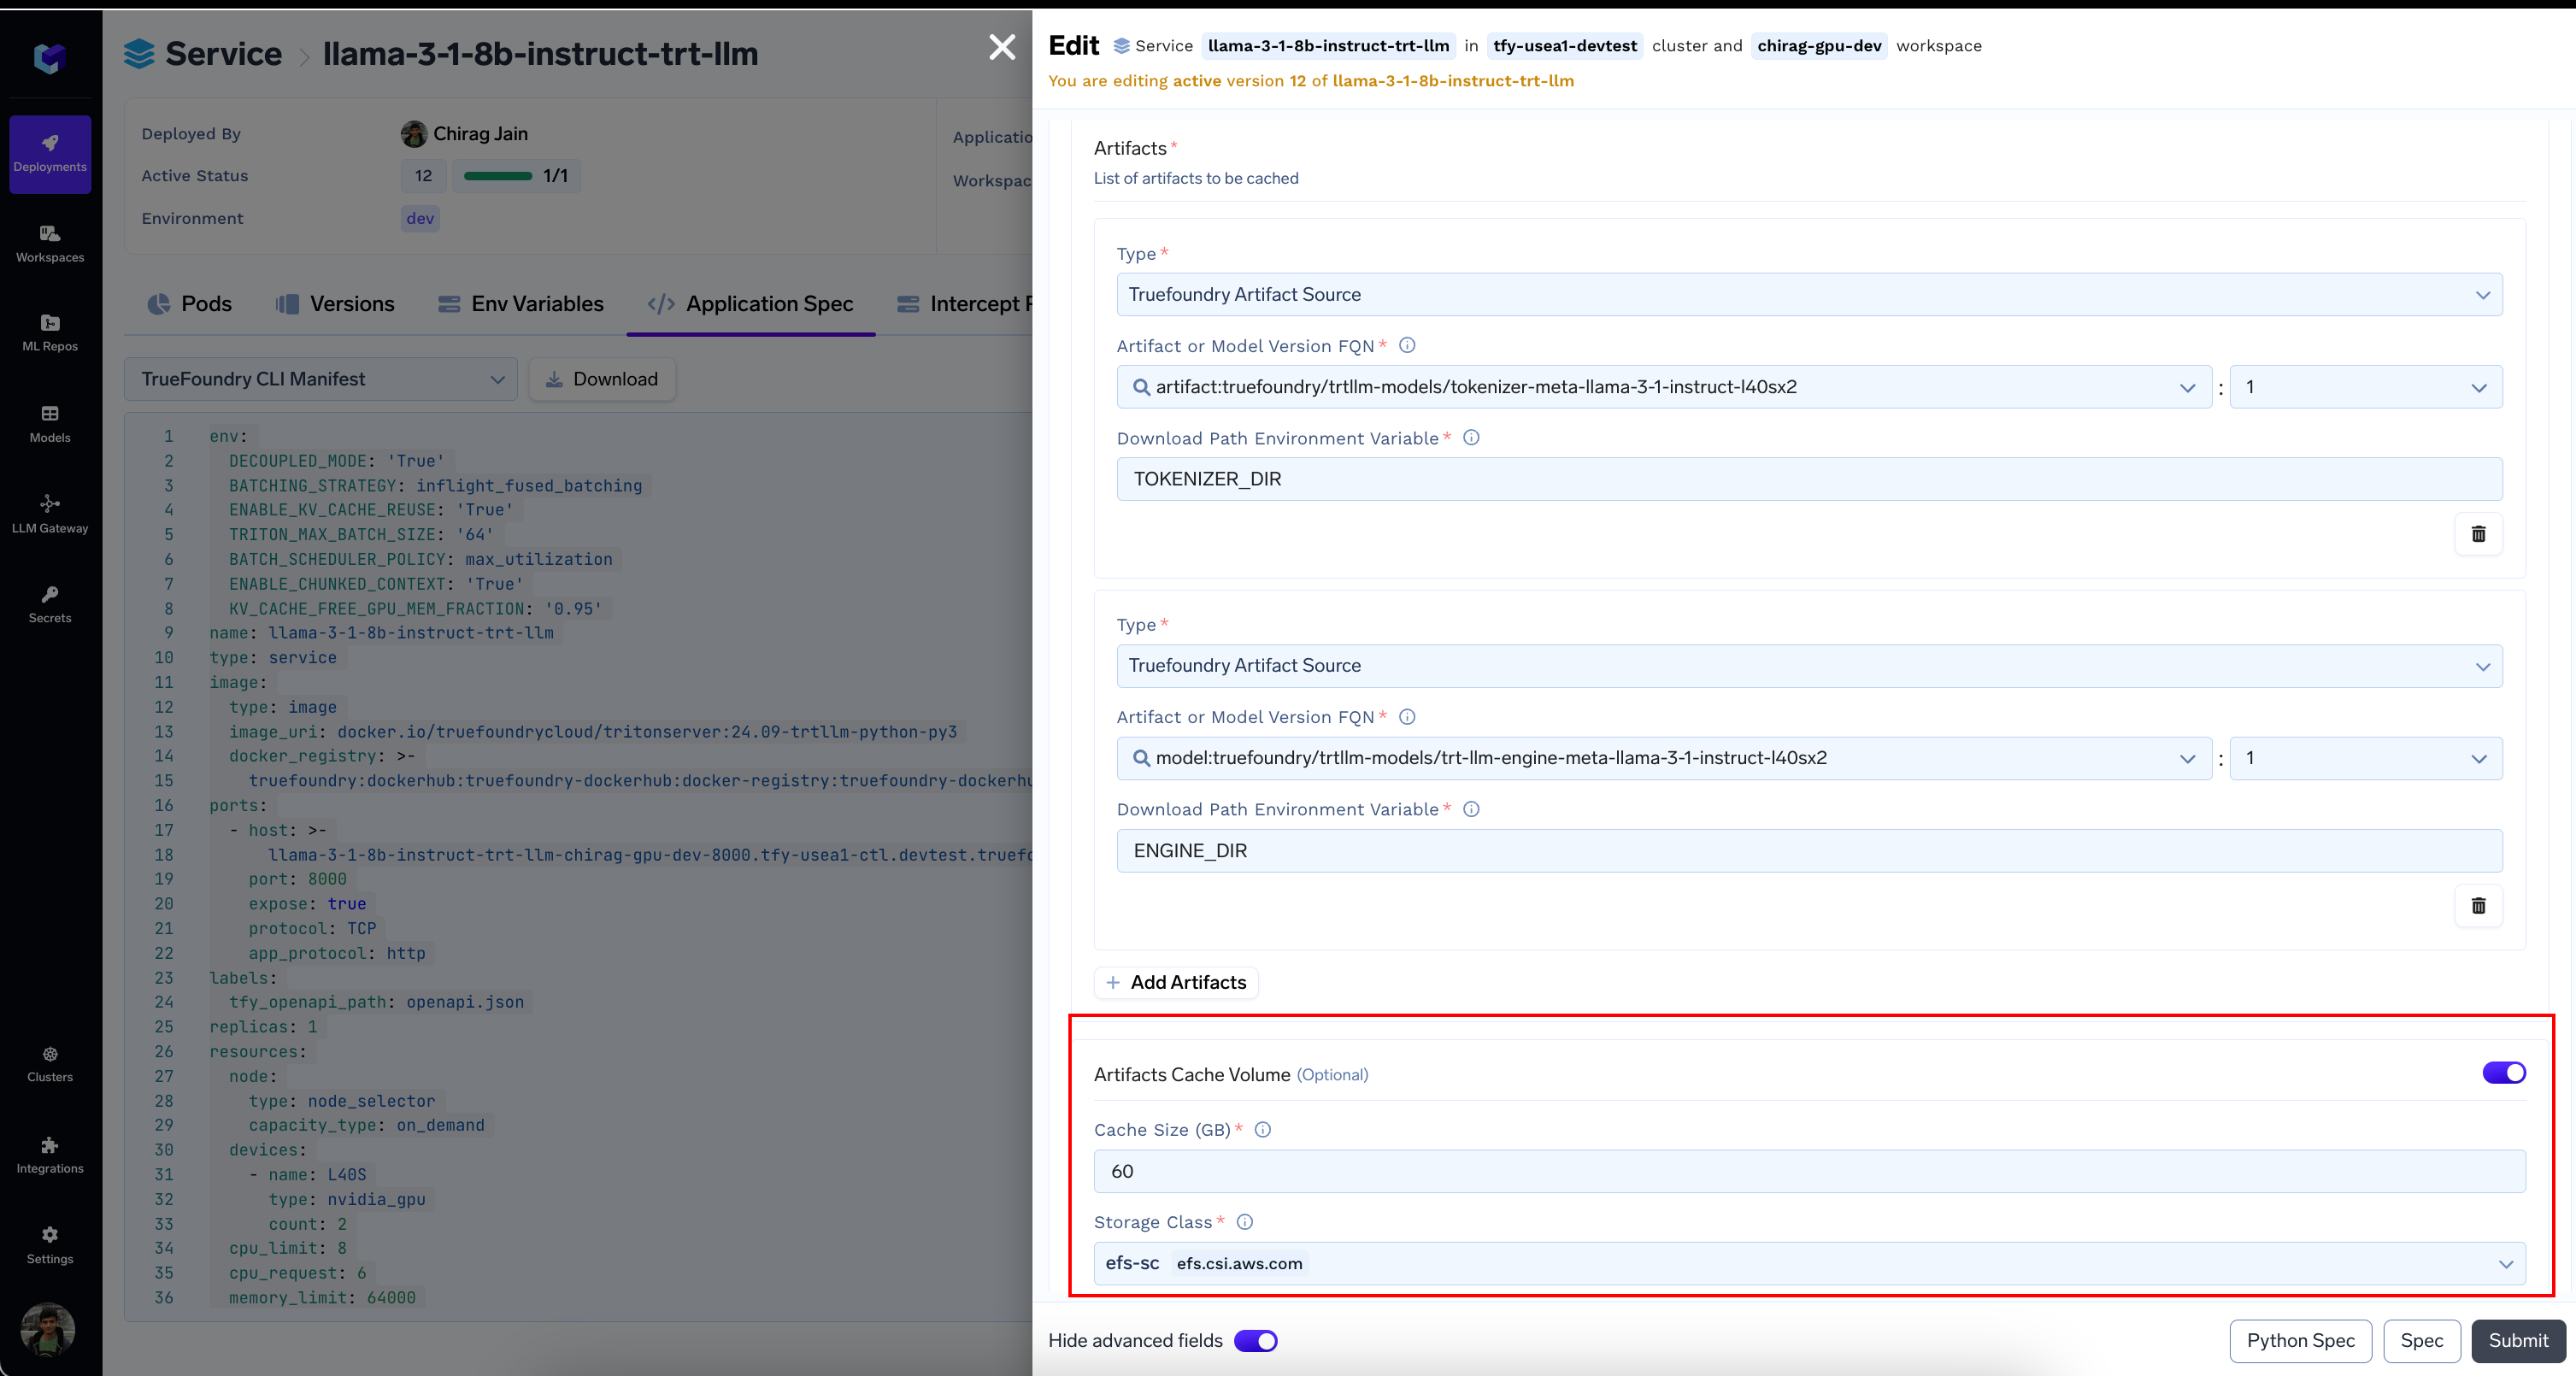 Deployments
Workspaces
ML Repos
Models
LLM Gateway
Secrets
Clusters
Integrations
Settings
Service > llama-3-1-8b-instruct-trt-llm
Deployed By Chirag Jain
Active Status 12 1/1
Environment dev
Pods Versions Env Variables Application Spec Intercept
TrueFoundry CLI Manifest Download
1 env:
2 DECOUPLED_MODE: 'True'
3 BATCHING_STRATEGY: inflight_fused_batching
4 ENABLE_KV_CACHE_REUSE: 'True'
5 TRITON_MAX_BATCH_SIZE: '64'
6 BATCH_SCHEDULER_POLICY: max_utilization
7 ENABLE_CHUNKED_CONTEXT: 'True'
8 KV_CACHE_FREE_GPU_MEM_FRACTION: '0.95'
9 name: llama-3-1-8b-instruct-trt-llm
10 type: service
11 image:
12 type: image
13 image_uri: docker.io/truefoundrycloud/tritonserver:24.09-trtllm-python-py3
14 docker_registry: >-
15 truefoundry:dockerhub:truefoundry-dockerhub:docker-registry:truefoundry-dockerhu
16 ports:
17 - host: >-
18 llama-3-1-8b-instruct-trt-llm-chirag-gpu-dev-8000.tfy-usea1-ctl.devtest.truefo
19 port: 8000
20 expose: true
21 protocol: TCP
22 app_protocol: http
23 labels:
24 tfy_openapi_path: openapi.json
25 replicas: 1
26 resources:
27 node:
28 type: node_selector
29 capacity_type: on_demand
30 devices:
31 - name: L40S
32 type: nvidia_gpu
33 count: 2
34 cpu_limit: 8
35 cpu_request: 6
36 memory_limit: 64000
Edit Service llama-3-1-8b-instruct-trt-llm in tfy-usea1-devtest cluster and chirag-gpu-dev workspace
You are editing active version 12 of llama-3-1-8b-instruct-trt-llm
Artifacts *
List of artifacts to be cached
Type *
Truefoundry Artifact Source
Artifact or Model Version FQN *
artifact:truefoundry/trtllm-models/tokenizer-meta-llama-3-1-instruct-l40sx2 : 1
Download Path Environment Variable *
TOKENIZER_DIR
Type *
Truefoundry Artifact Source
Artifact or Model Version FQN *
model:truefoundry/trtllm-models/trt-llm-engine-meta-llama-3-1-instruct-l40sx2 : 1
Download Path Environment Variable *
ENGINE_DIR
+ Add Artifacts
Artifacts Cache Volume (Optional)
Cache Size (GB) *
60
Storage Class *
efs-sc efs.csi.aws.com
Hide advanced fields
Python Spec Spec Submit